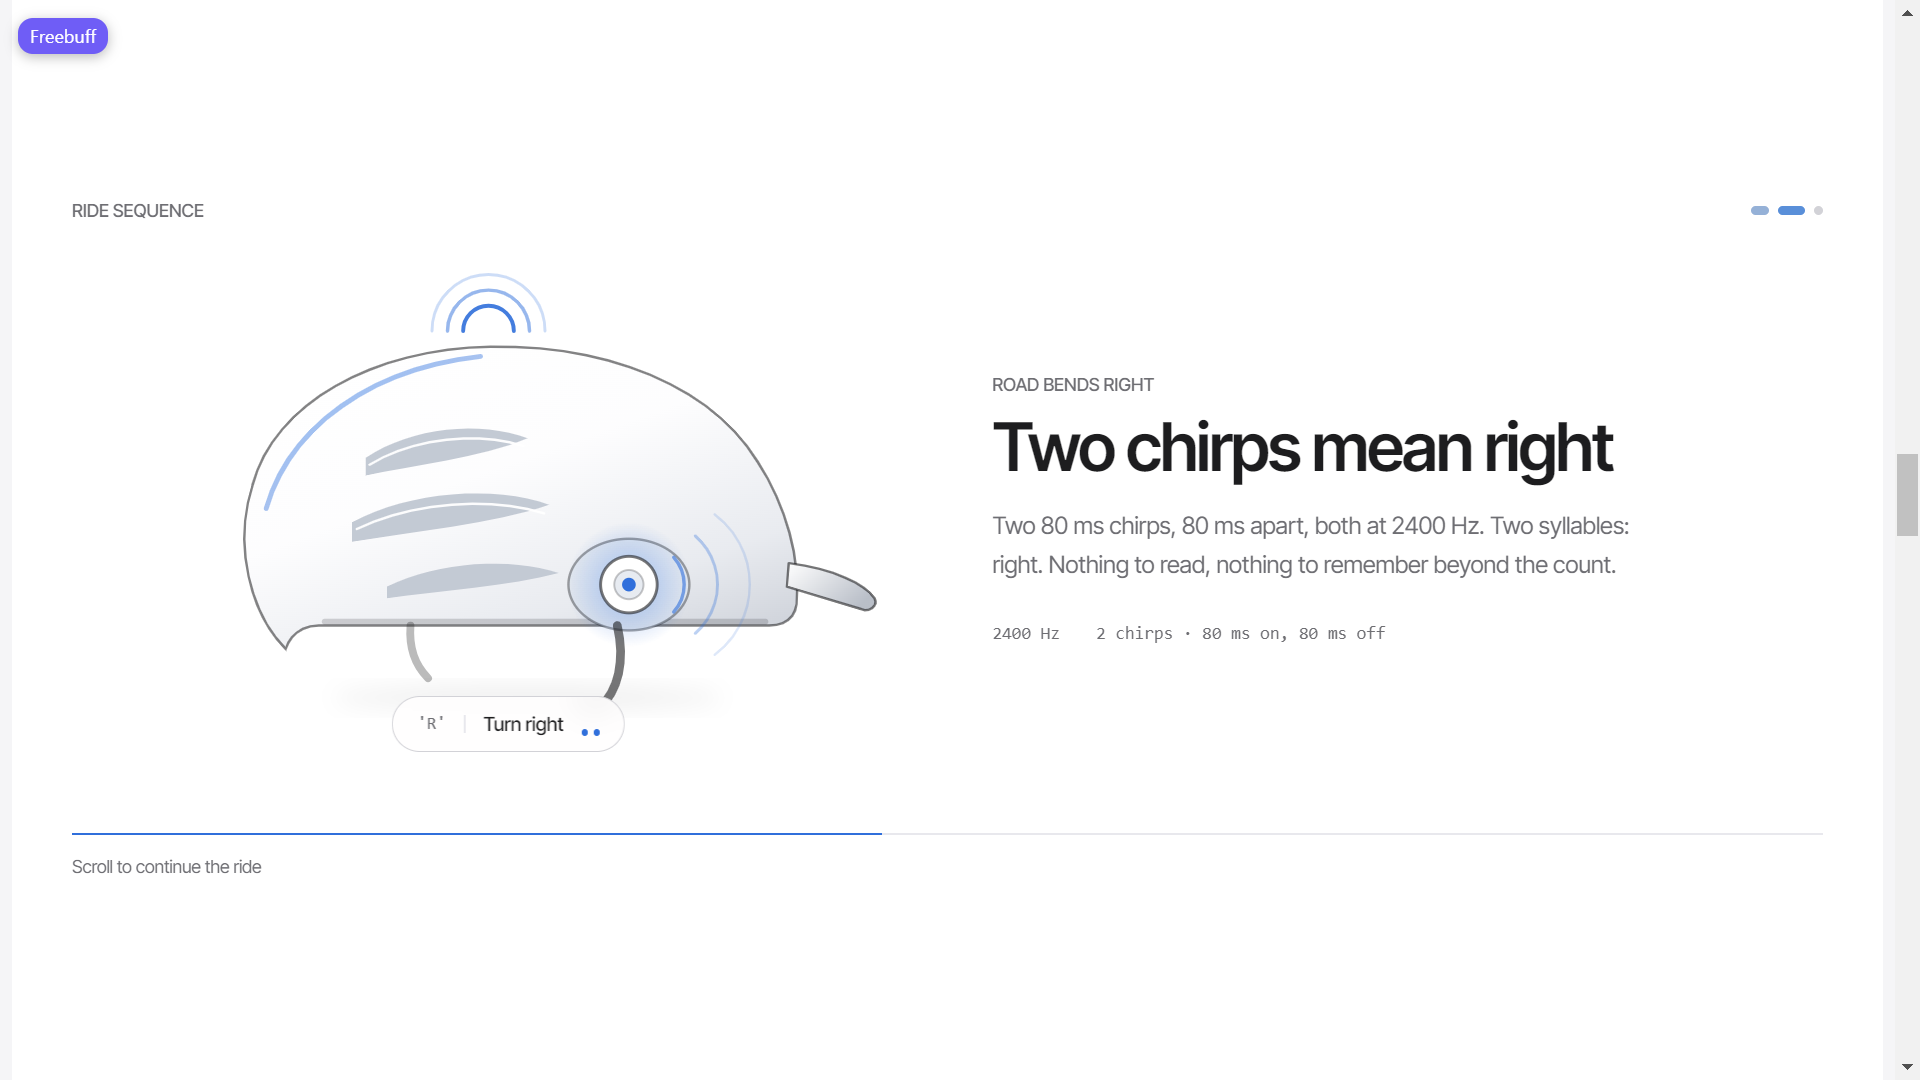 Freebuff
RIDE SEQUENCE
ROAD BENDS RIGHT
Two chirps mean right
Two 80 ms chirps, 80 ms apart, both at 2400 Hz. Two syllables:
right. Nothing to read, nothing to remember beyond the count.
2400 Hz 2 chirps · 80 ms on, 80 ms off
'R' Turn right
Scroll to continue the ride